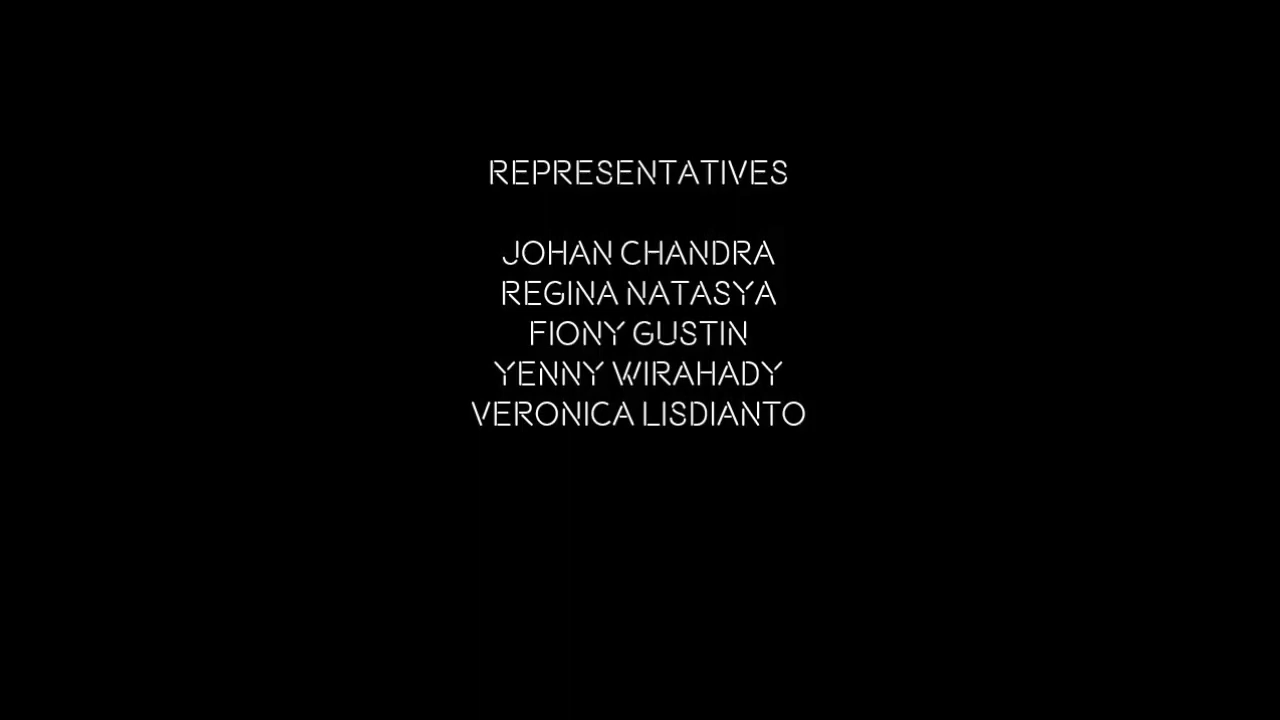 REPRESENTATIVES
JOHAN CHANDRA
REGINA NATASYA
FIONY GUSTIN
YENNY WIRAHADY
VERONICA LISDIANTO